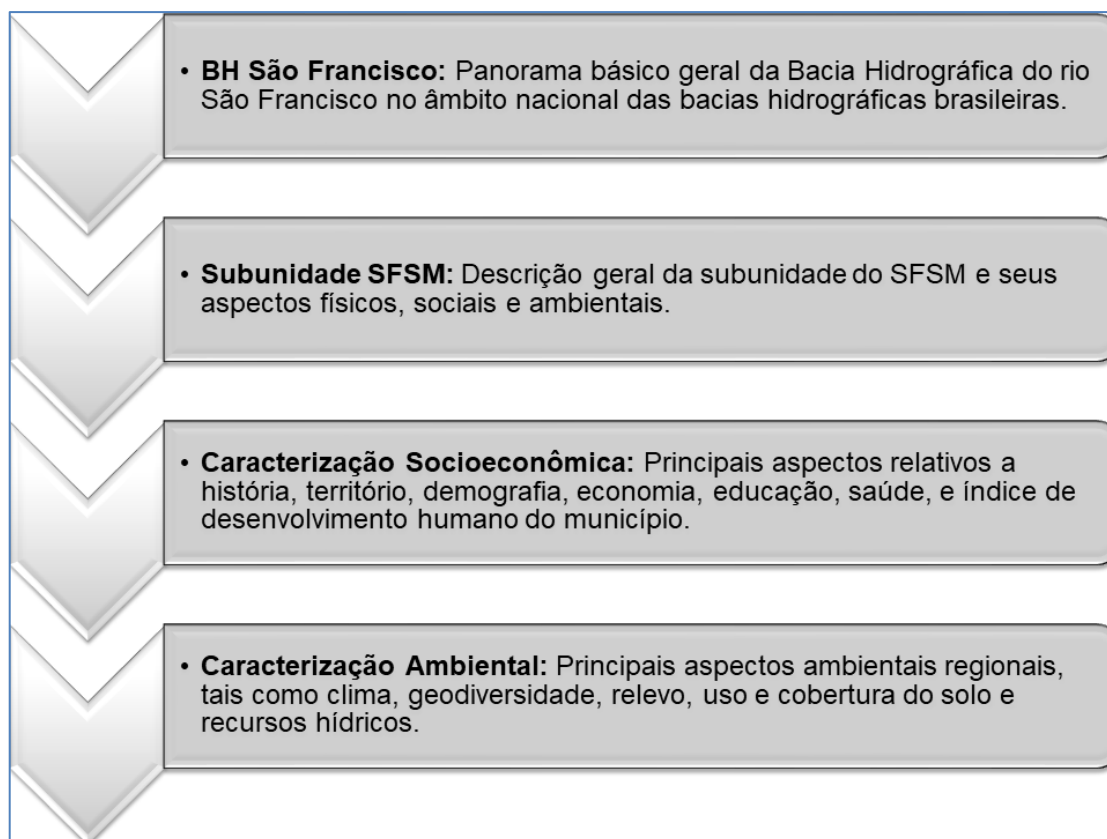 • BH São Francisco: Panorama básico geral da Bacia Hidrográfica do rio
São Francisco no âmbito nacional das bacias hidrográficas brasileiras.
• Subunidade SFSM: Descrição geral da subunidade do SFSM e seus
aspectos físicos, sociais e ambientais.
• Caracterização Socioeconômica: Principais aspectos relativos a
história, território, demografia, economia, educação, saúde, e índice de
desenvolvimento humano do município.
• Caracterização Ambiental: Principais aspectos ambientais regionais,
tais como clima, geodiversidade, relevo, uso e cobertura do solo e
recursos hídricos.